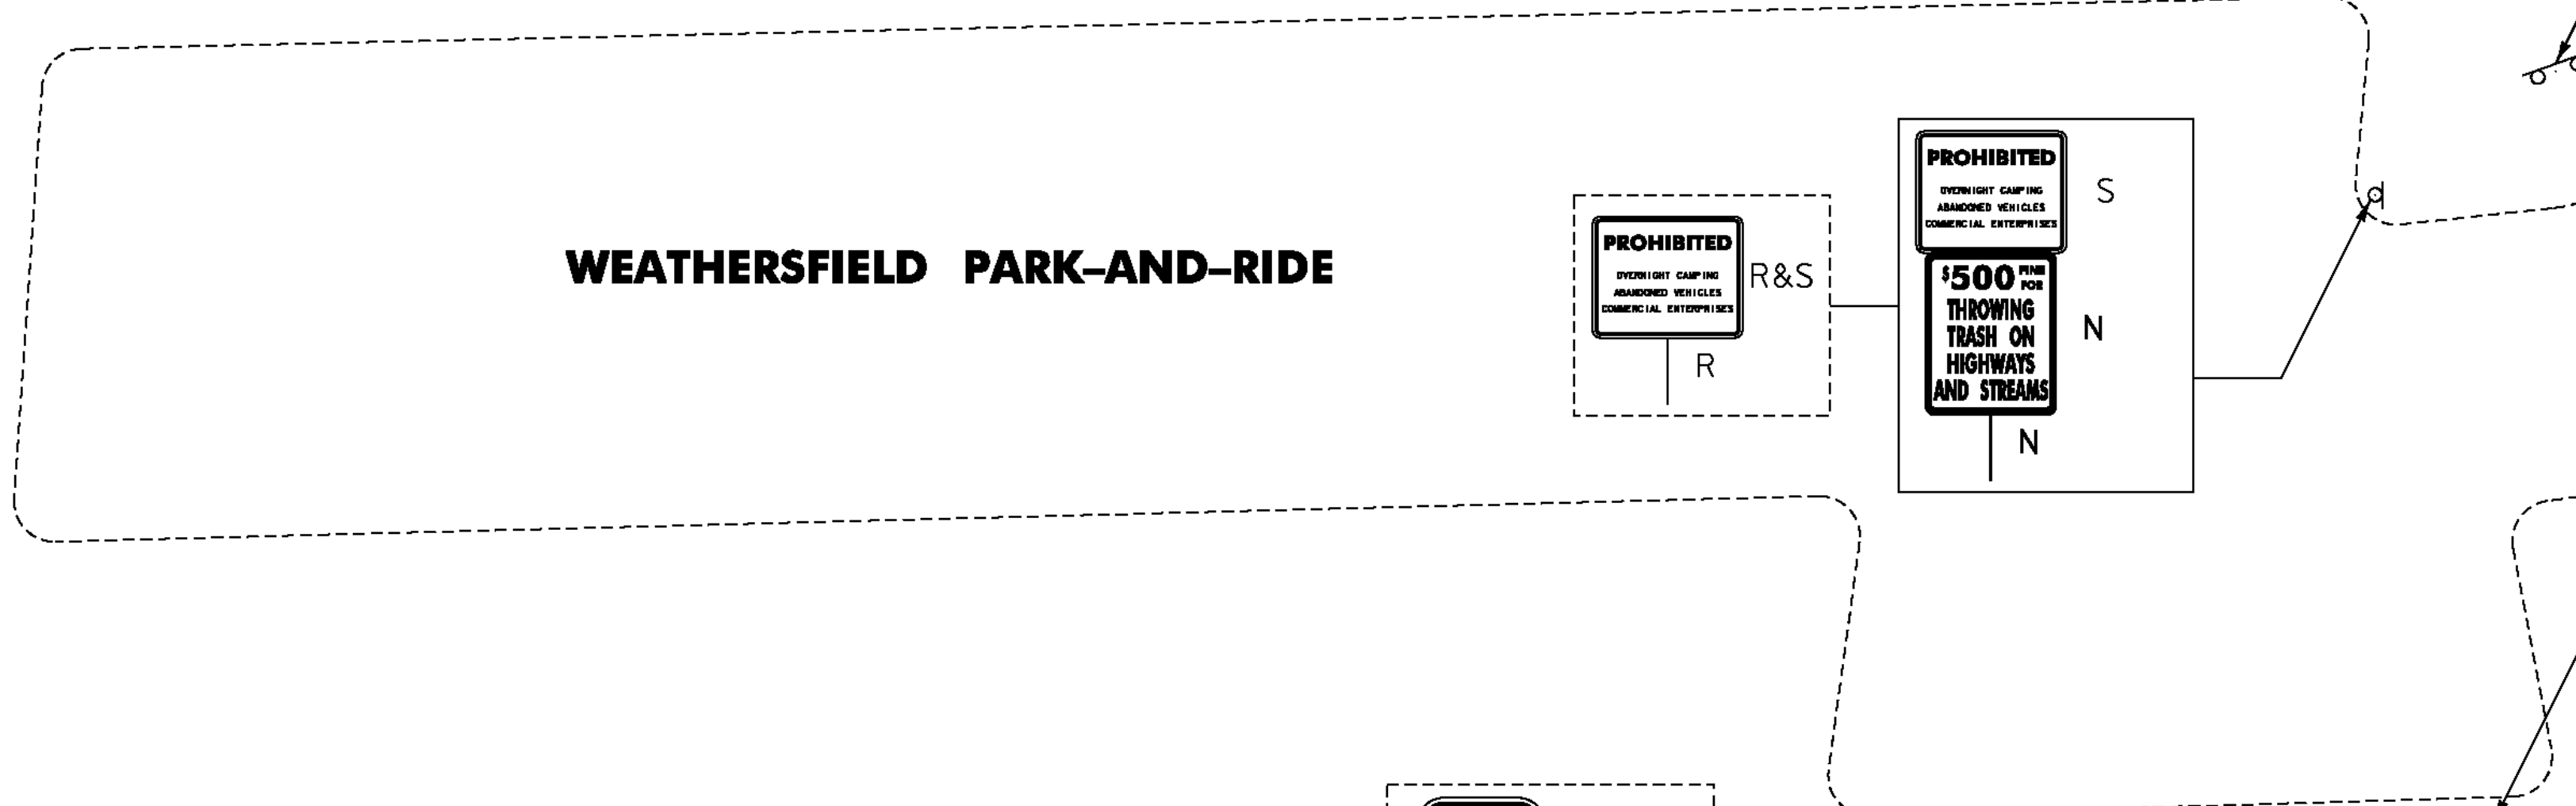 WEATHERSFIELD PARK-AND-RIDE
PROHIBITED
OVERNIGHT CAMPING
ABANDONED VEHICLES
COMMERCIAL ENTERPRISES
R&S
R
PROHIBITED
OVERNIGHT CAMPING
ABANDONED VEHICLES
COMMERCIAL ENTERPRISES
S
$500 FINE FOR
THROWING
TRASH ON
HIGHWAYS
AND STREAMS
N
N